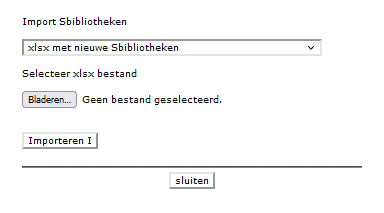 Import Sbibliotheken
xlsx met nieuwe Sbibliotheken
Selecteer xlsx bestand
Bladeren... Geen bestand geselecteerd.
Importeren I
sluiten